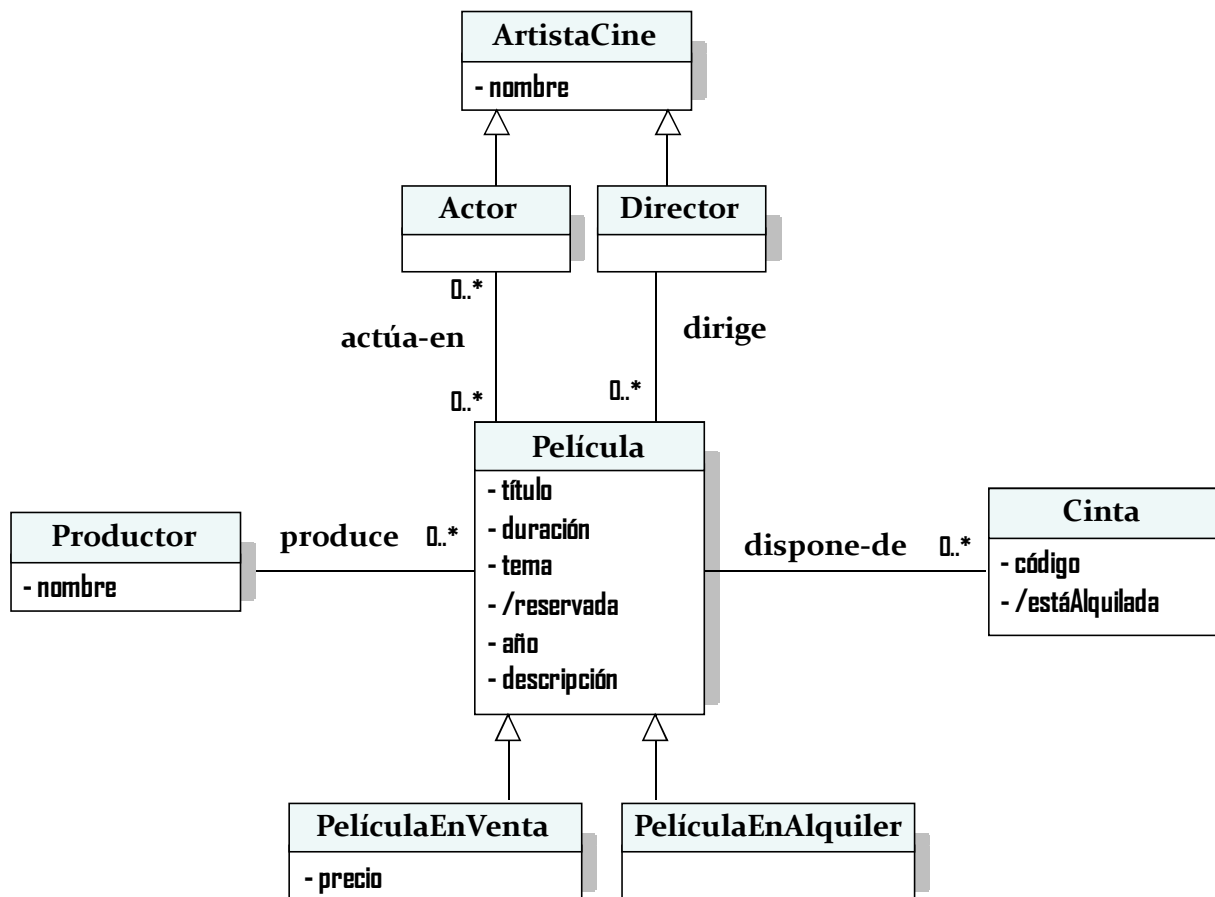 ArtistaCine
- nombre
Actor
Director
0..*
actúa-en
dirige
0..*
0..*
Película
- título
- duración
- tema
- /reservada
- año
- descripción
Productor
- nombre
produce
0..*
dispone-de
0..*
Cinta
- código
- /estáAlquilada
PelículaEnVenta
- precio
PelículaEnAlquiler